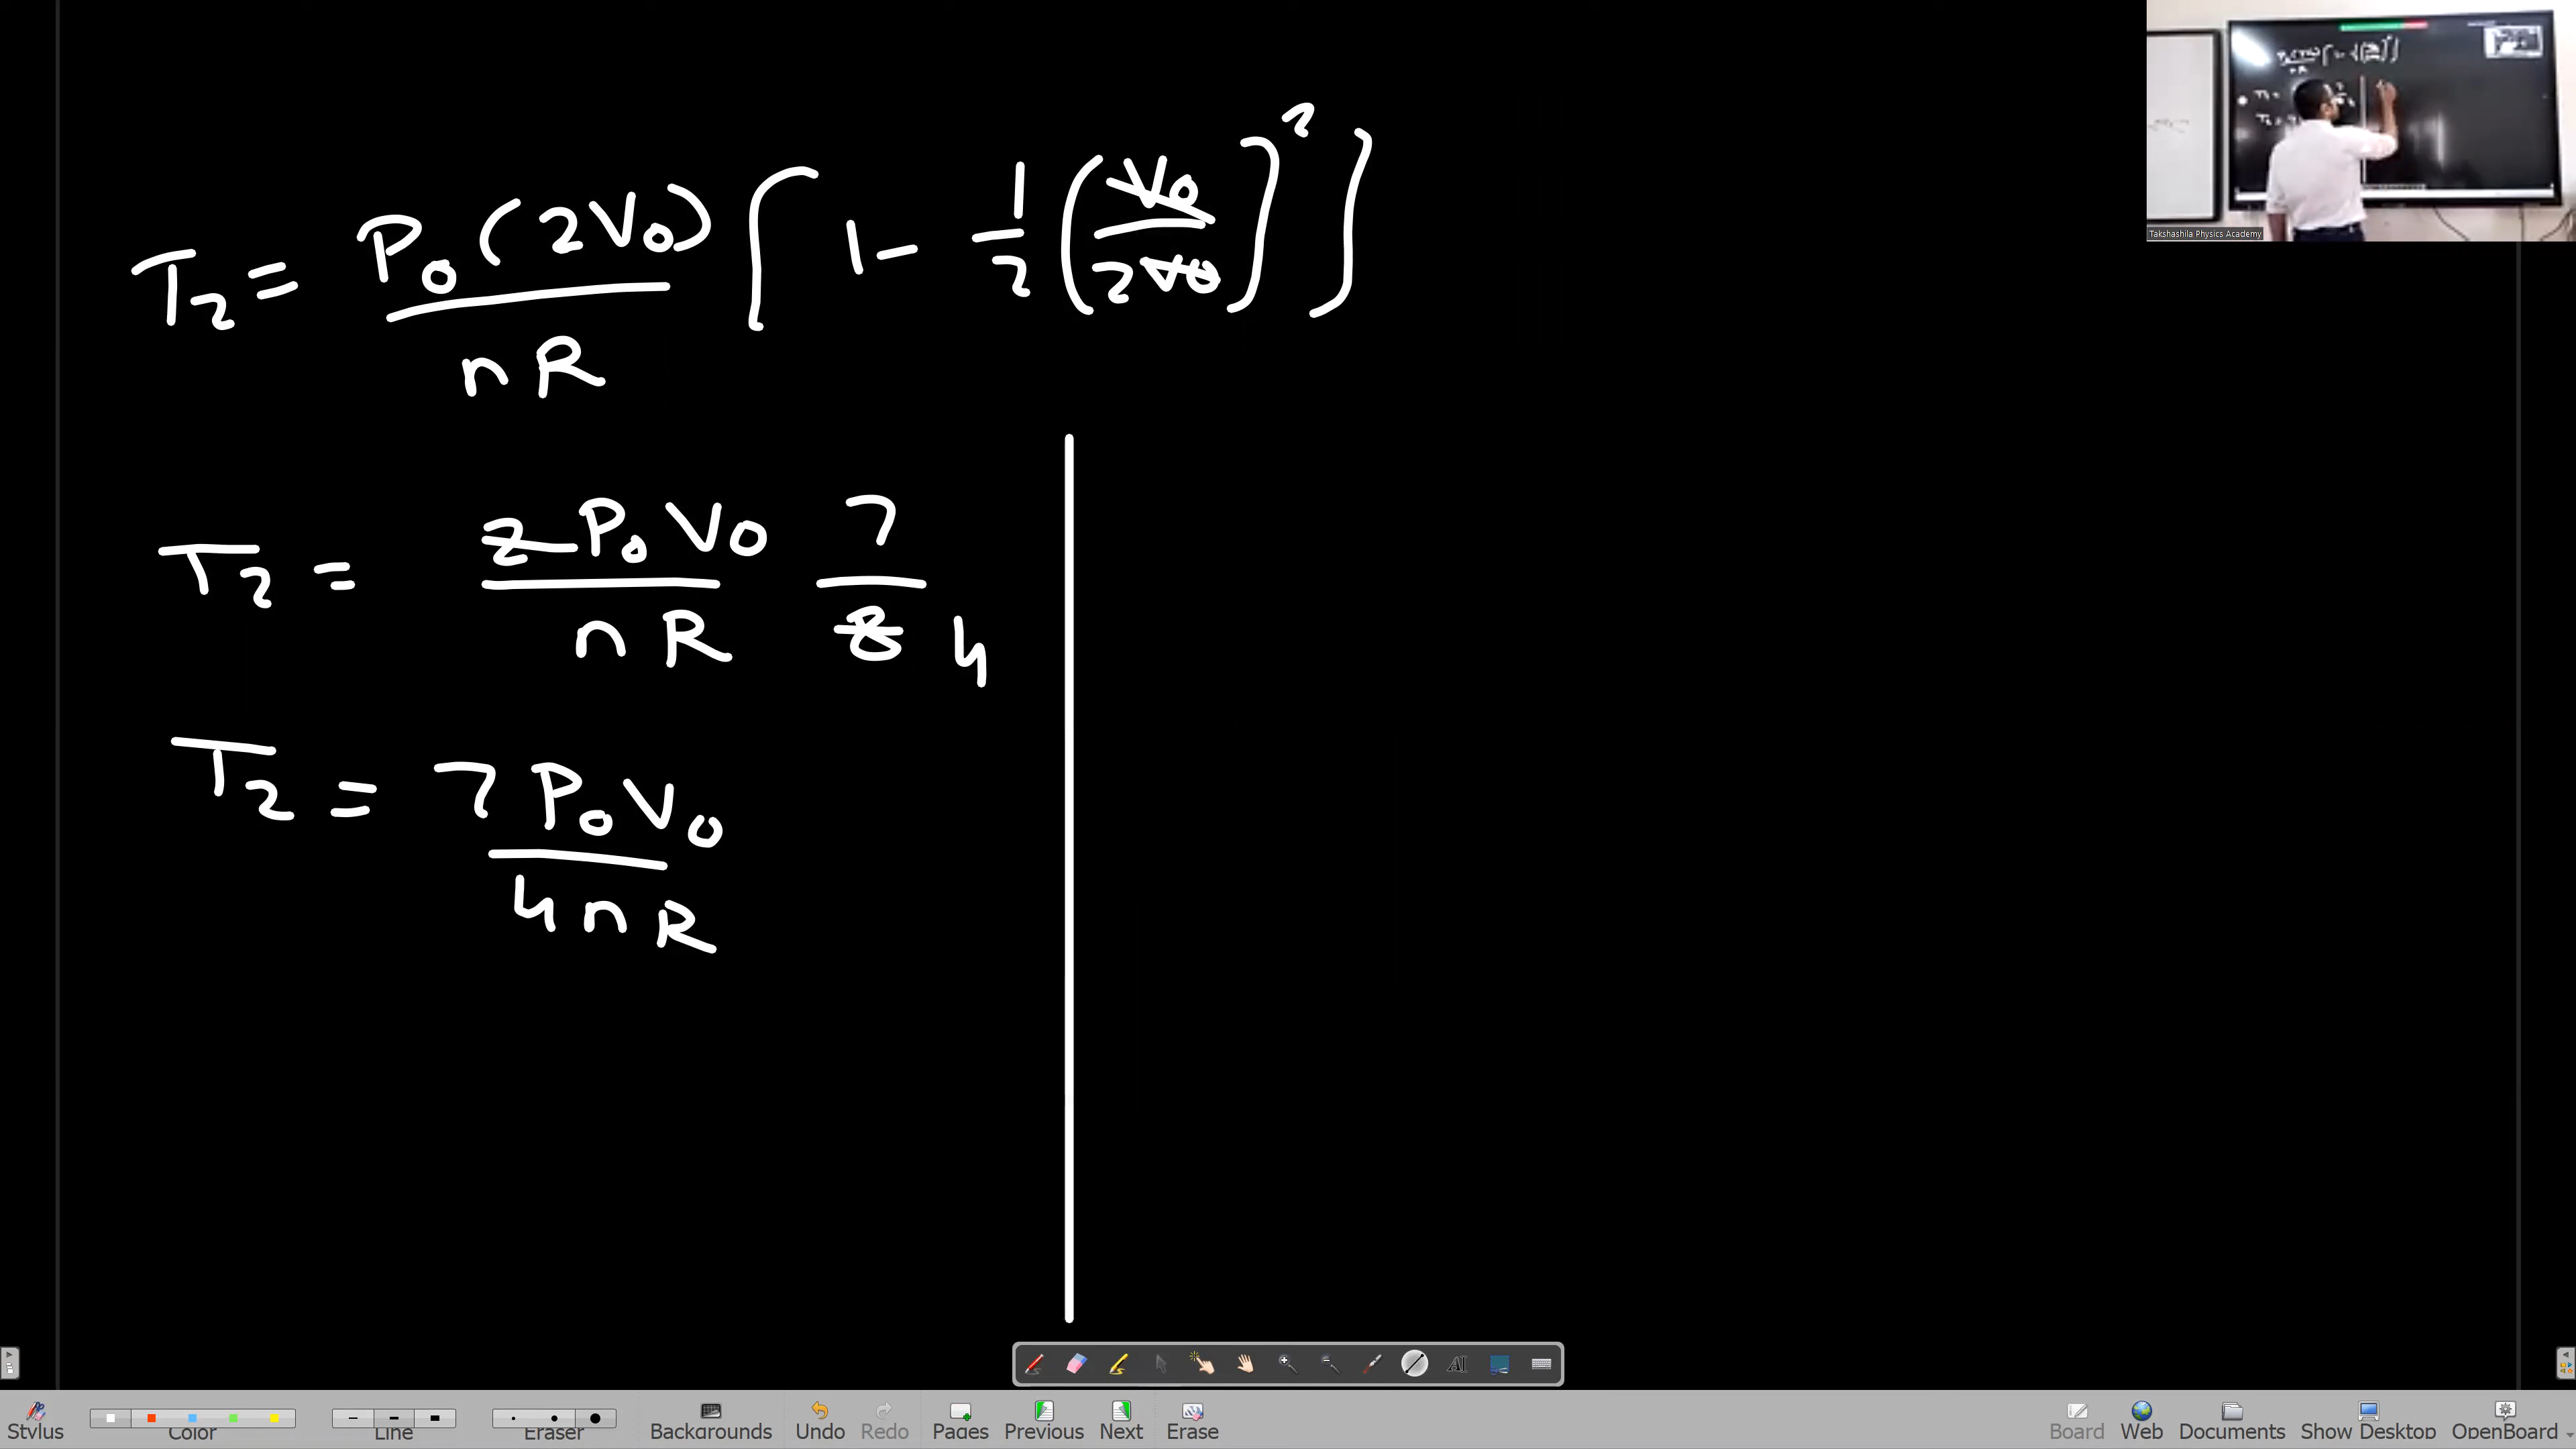 T₂ = P₀(2V₀)/nR [1 - 1/2 (V₀/2V₀)²]
T₂ = 2P₀V₀/nR 7/8 4
T₂ = 7P₀V₀/4nR
Takshashila Physics Academy
Stylus Color Line Eraser Backgrounds Undo Redo Pages Previous Next Erase Board Web Documents Show Desktop OpenBoard